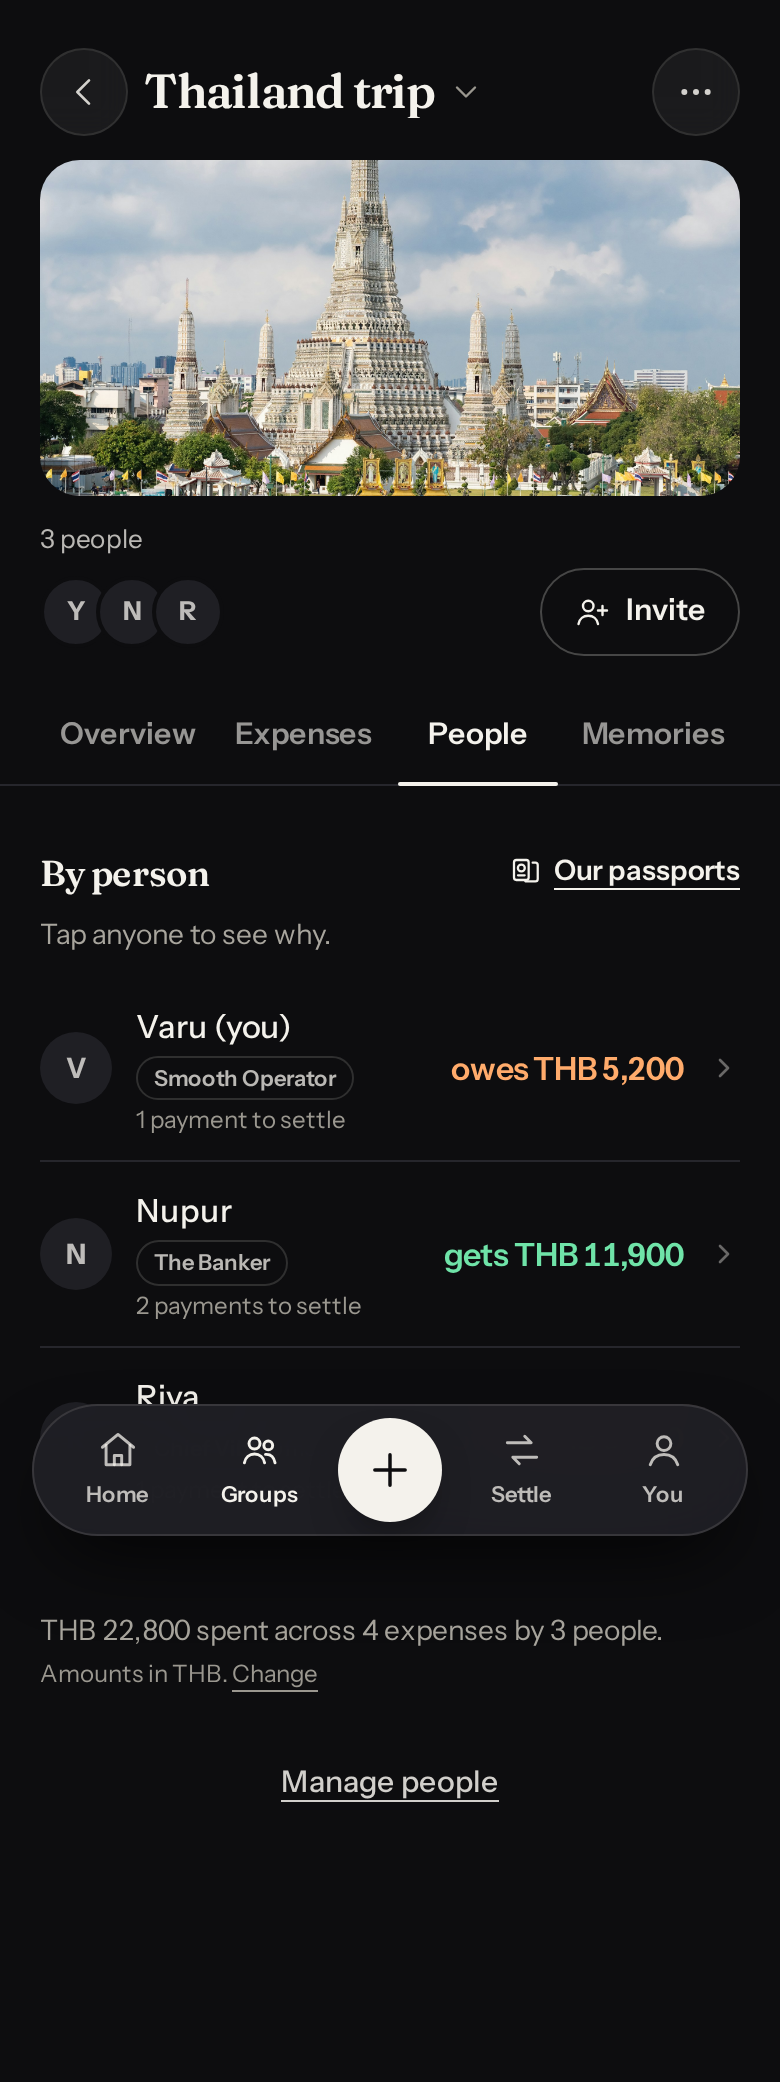 Thailand trip
3 people
Y N R
Invite
Overview Expenses People Memories
By person
Our passports
Tap anyone to see why.
Varu (you)
V
Smooth Operator
owes THB 5,200
1 payment to settle
Nupur
N
The Banker
gets THB 11,900
2 payments to settle
Riya
Home Groups Settle You
THB 22,800 spent across 4 expenses by 3 people.
Amounts in THB. Change
Manage people